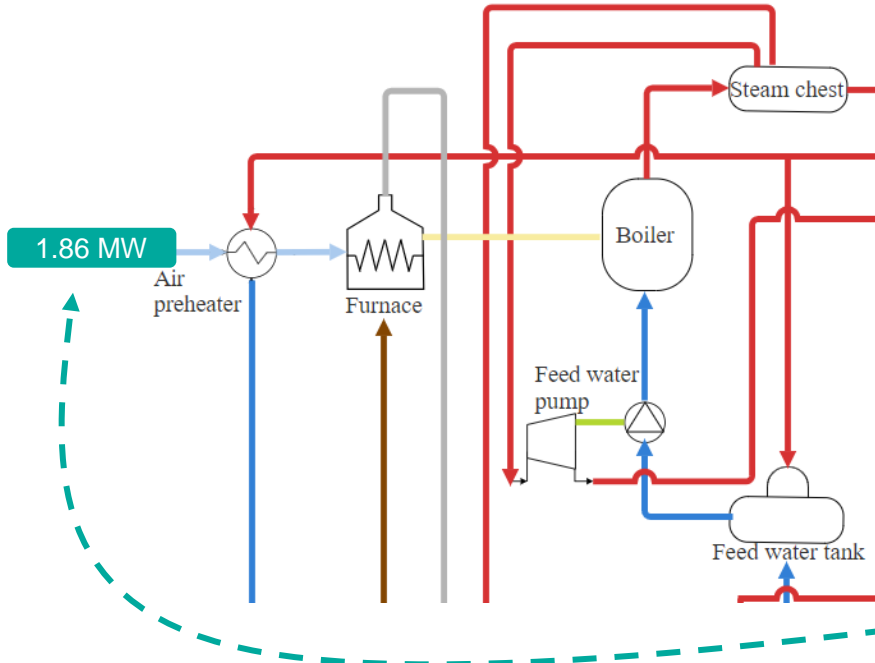 Steam chest
1.86 MW
Boiler
Air
preheater
Furnace
Feed water
pump
Feed water tank